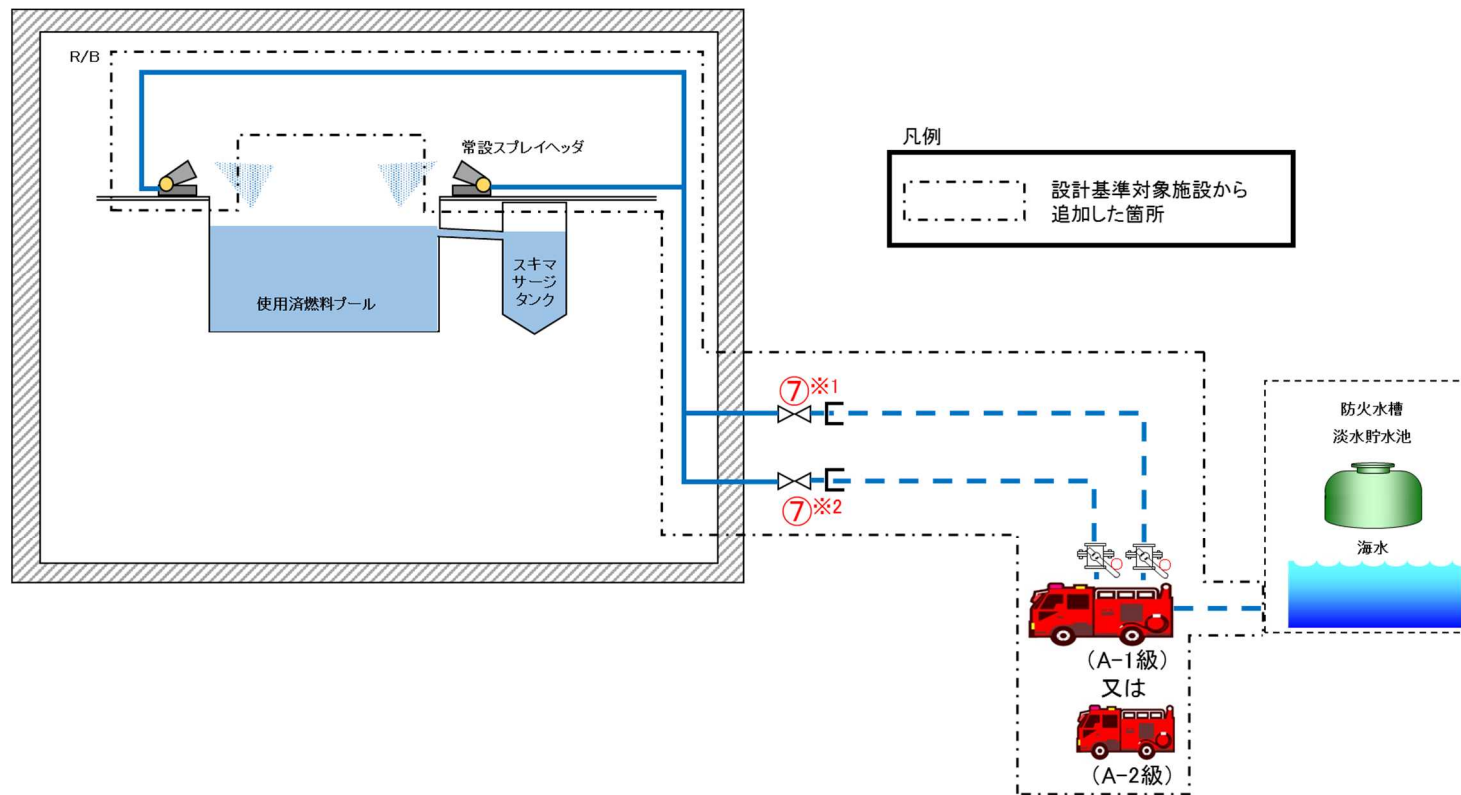 R/B
常設スプレイヘッダ
使用済燃料プール
スキマ
サージ
タンク
凡例
設計基準対象施設から
追加した箇所
⑦※1
⑦※2
防火水槽
淡水貯水池
海水
(A-1級)
又は
(A-2級)